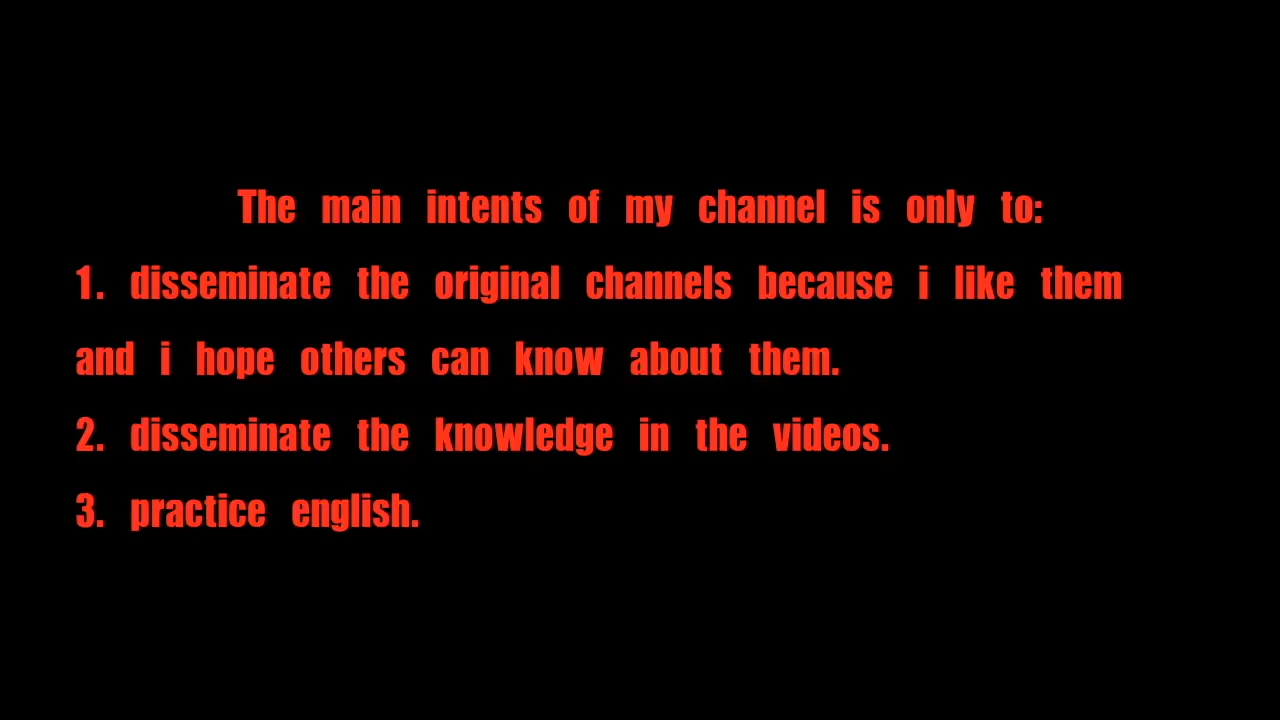 The main intents of my channel is only to:
1. disseminate the original channels because i like them
and i hope others can know about them.
2. disseminate the knowledge in the videos.
3. practice english.